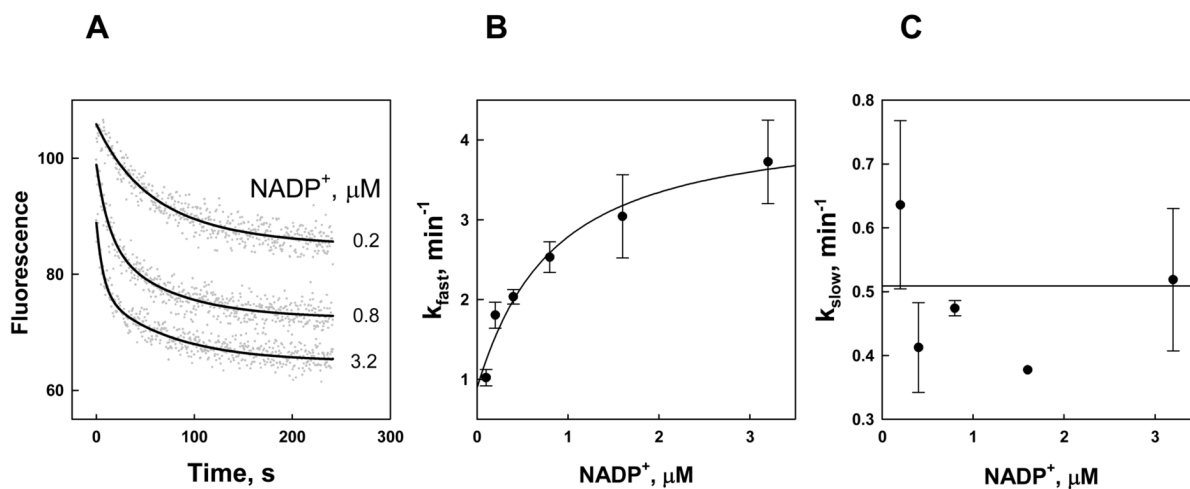 A
B
C
Fluorescence
100
80
60
NADP+, μM
0.2
0.8
3.2
0
100
200
300
Time, s
kfast, min-1
4
3
2
1
0
1
2
3
NADP+, μM
kslow, min-1
0.8
0.7
0.6
0.5
0.4
0.3
0
1
2
3
NADP+, μM